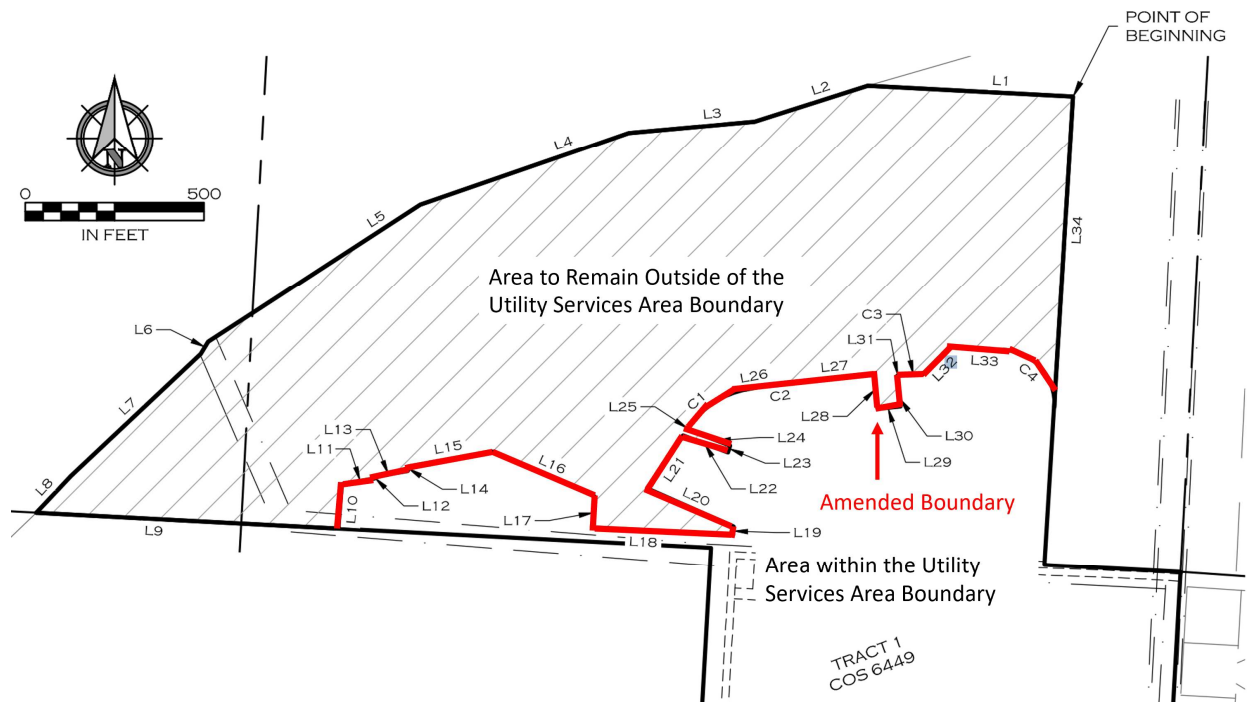 POINT OF
BEGINNING
L1
L2
L3
L4
L5
L6
L7
L8
L9
N
0 500
IN FEET
Area to Remain Outside of the
Utility Services Area Boundary
L34
C3
L31
L32
L33
C4
L27
L26
C2
C1
L28
L25
L24
L23
L22
L21
L20
L19
L30
L29
Amended Boundary
L13
L11
L15
L16
L14
L12
L10
L17
L18
Area within the Utility
Services Area Boundary
TRACT 1
COS 6449